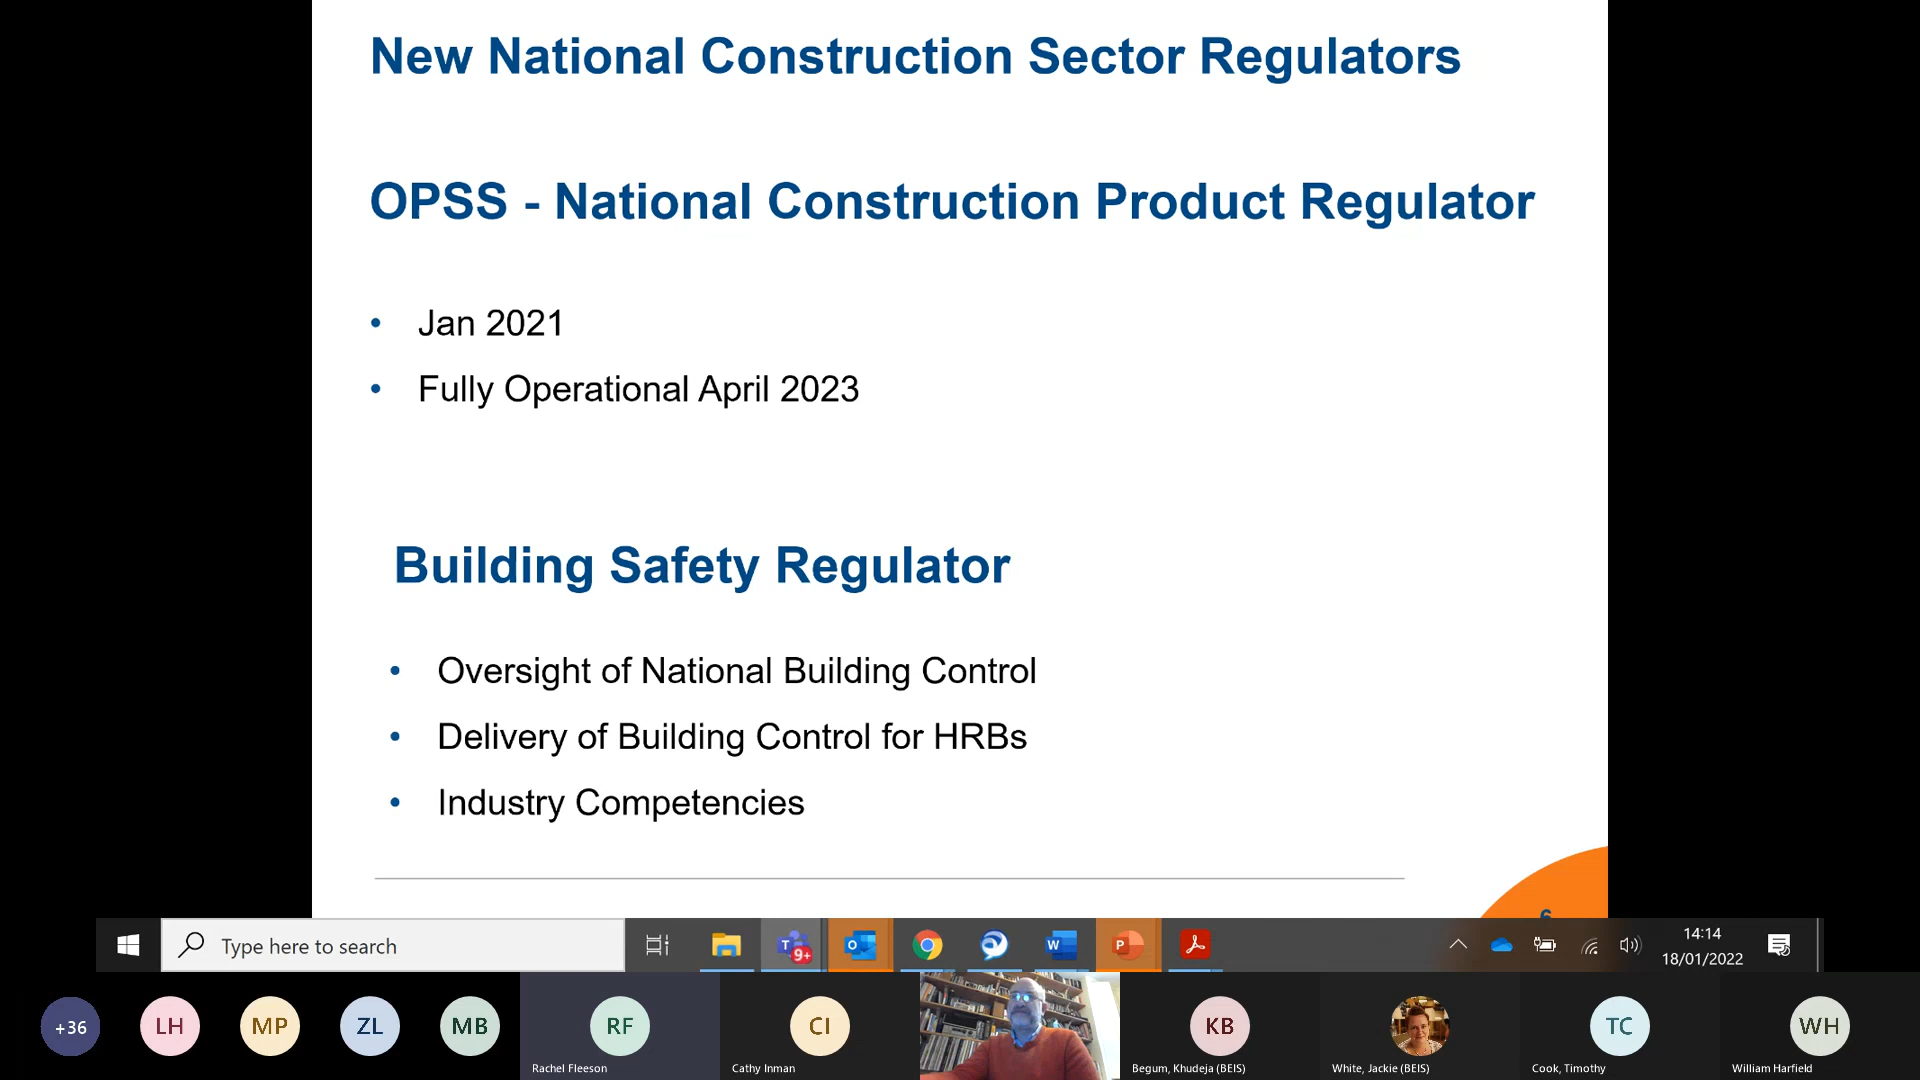 New National Construction Sector Regulators
OPSS - National Construction Product Regulator
• Jan 2021
• Fully Operational April 2023
Building Safety Regulator
• Oversight of National Building Control
• Delivery of Building Control for HRBs
• Industry Competencies
6
Type here to search
T
9+
O
W
P
14:14
18/01/2022
+36
LH
MP
ZL
MB
RF
CI
KB
TC
WH
Rachel Fleeson
Cathy Inman
Begum, Khudeja (BEIS)
White, Jackie (BEIS)
Cook, Timothy
William Harfield